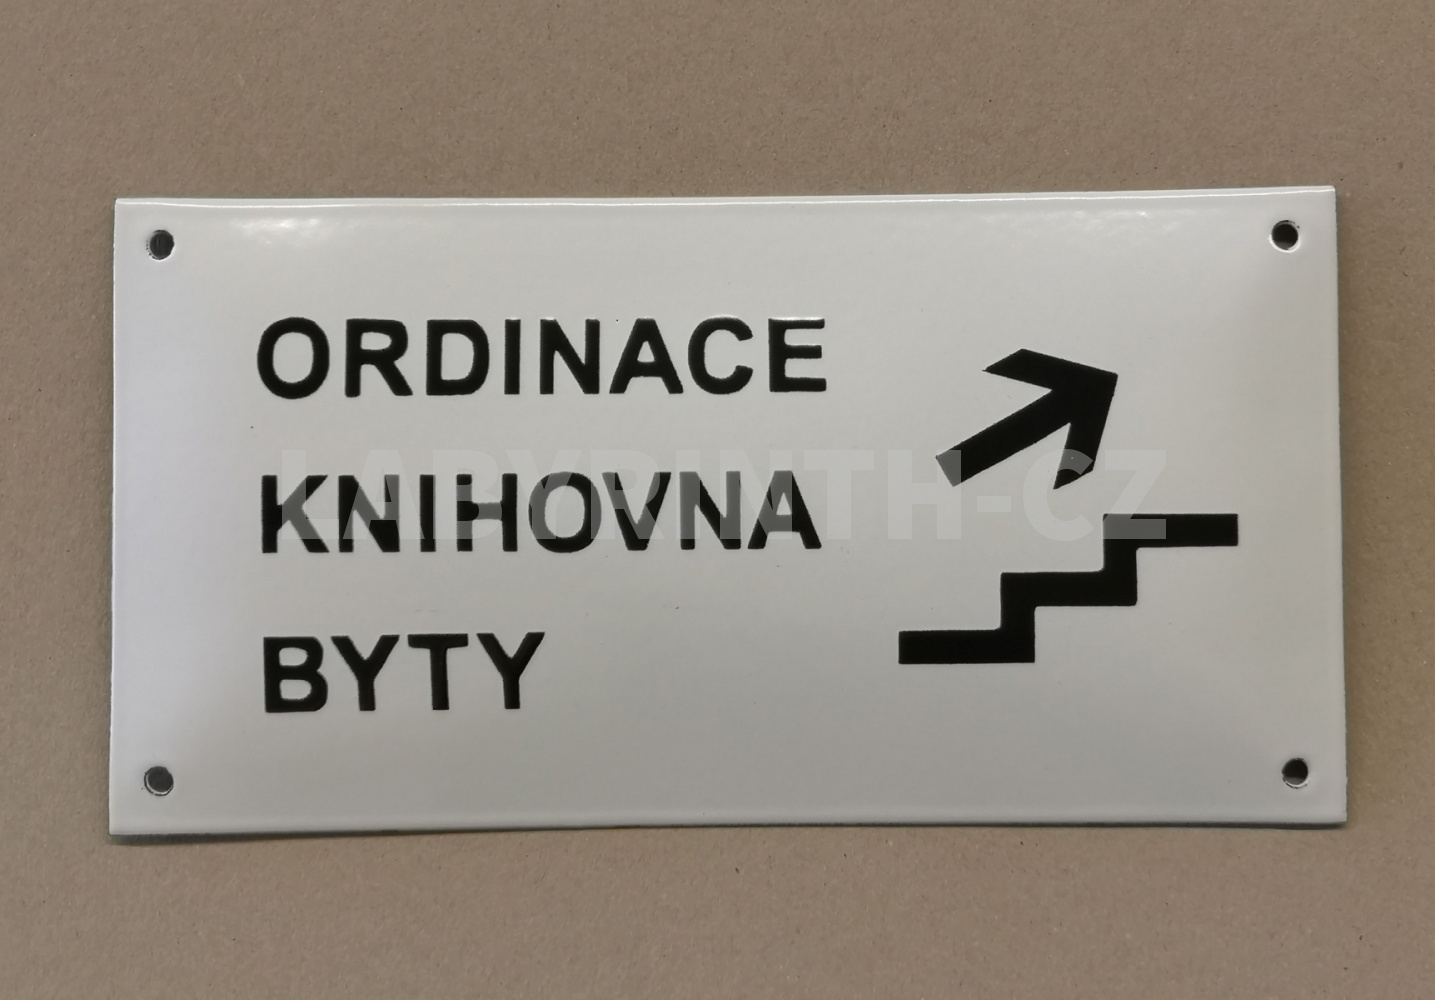 ORDINACE
KNIHOVNA
BYTY
LABYRINTH-CZ